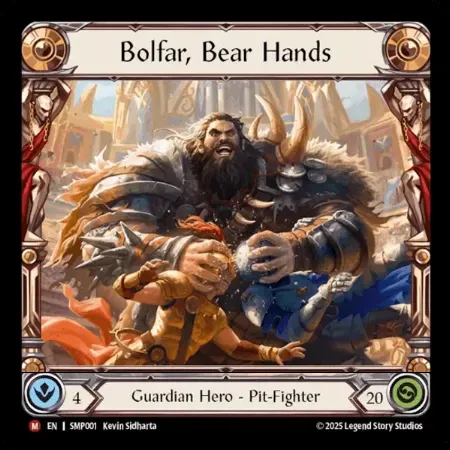 Bolfar, Bear Hands
4
Guardian Hero - Pit-Fighter
20
M EN | SMP001 Kevin Sidharta
©2025 Legend Story Studios